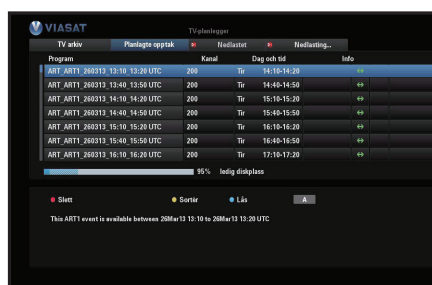 VIASAT
TV-planlegger
TV arkiv Planlagte opptak Nedlastet Nedlasting...
Program Kanal Dag och tid Info
ART_ART1_260313_13:10_13:20 UTC 200 Tir 14:10-14:20
ART_ART1_260313_13:40_13:50 UTC 200 Tir 14:40-14:50
ART_ART1_260313_14:10_14:20 UTC 200 Tir 15:10-15:20
ART_ART1_260313_14:40_14:50 UTC 200 Tir 15:40-15:50
ART_ART1_260313_15:10_15:20 UTC 200 Tir 16:10-16:20
ART_ART1_260313_15:40_15:50 UTC 200 Tir 16:40-16:50
ART_ART1_260313_16:10_16:20 UTC 200 Tir 17:10-17:20
95% ledig diskplass
Slett Sortér Lås A
This ART1 event is available between 26Mar13 13:10 to 26Mar13 13:20 UTC